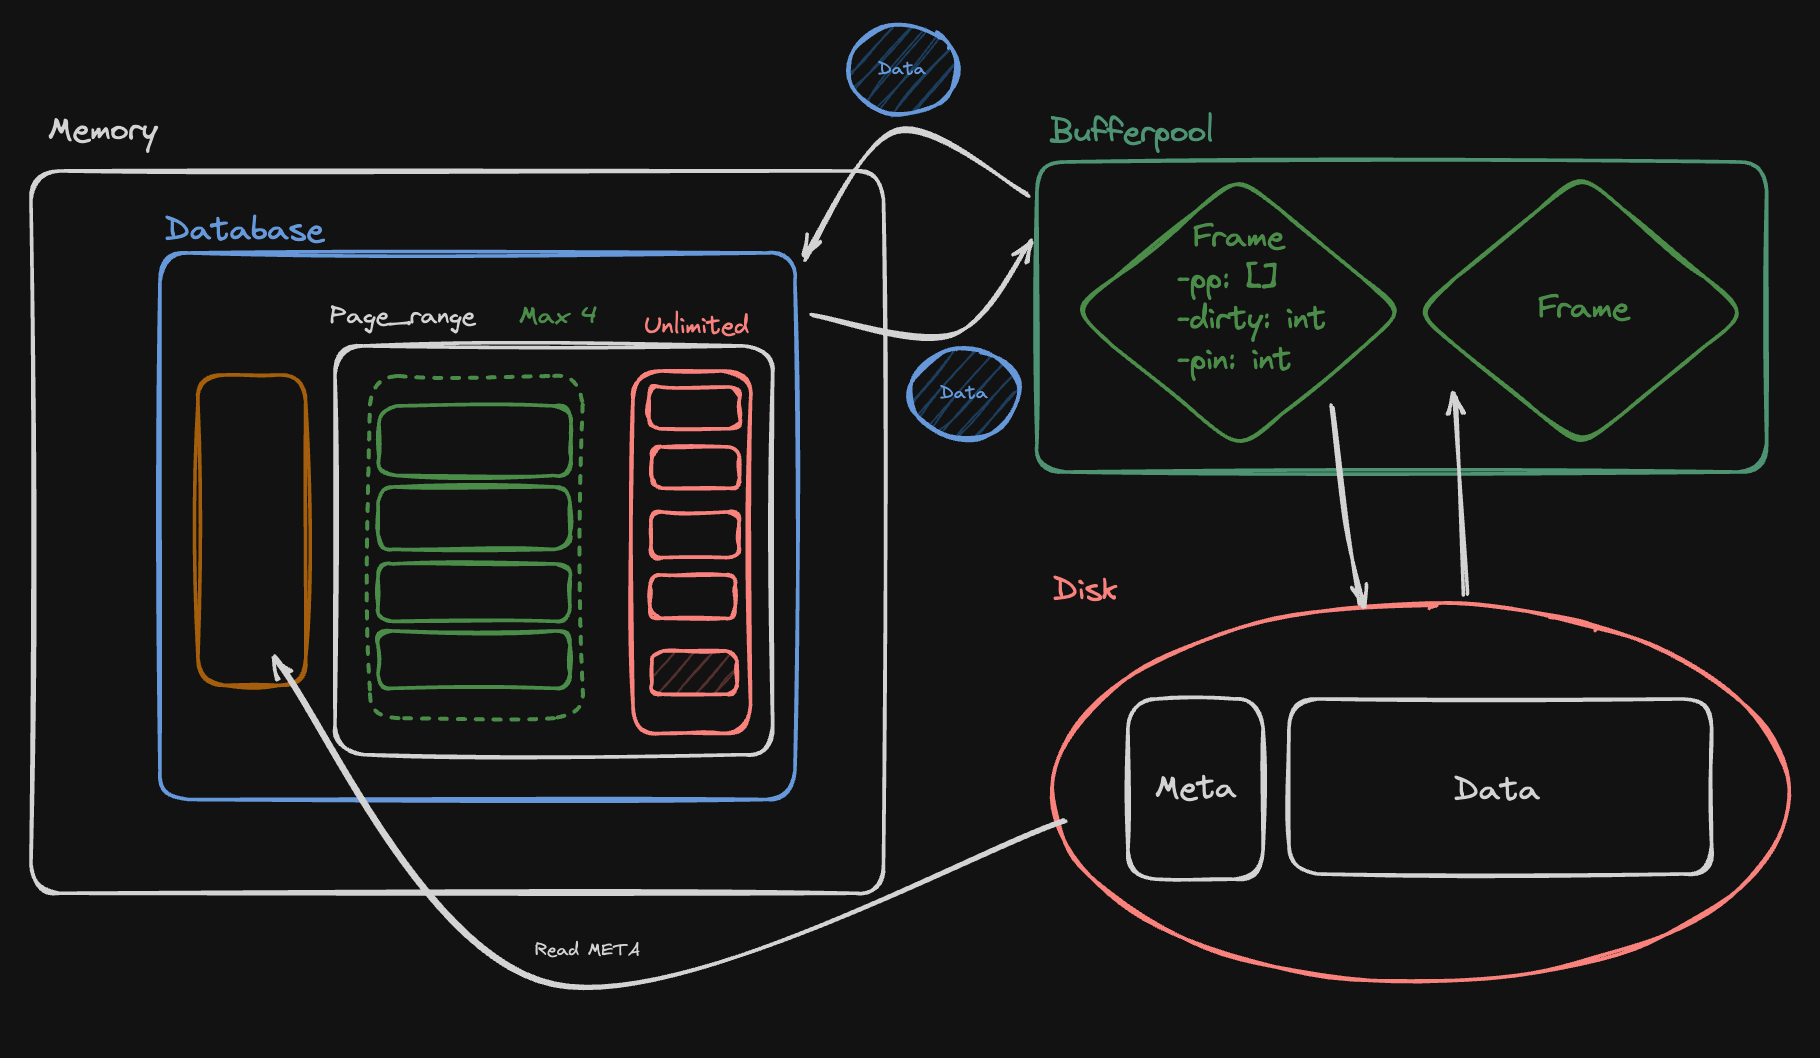 Data
Memory
Bufferpool
Database
Frame
-pp: []
-dirty: int
-pin: int
Frame
Page_range
Max 4
Unlimited
Data
Disk
Meta
Data
Read META